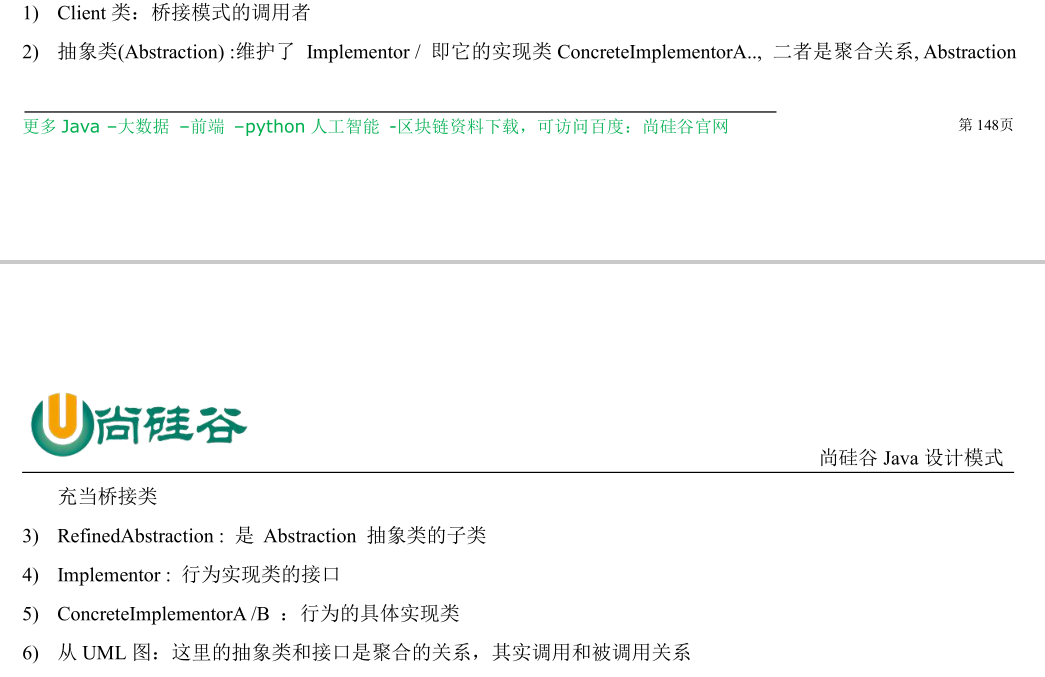 1) Client 类：桥接模式的调用者
2) 抽象类(Abstraction) :维护了 Implementor / 即它的实现类 ConcreteImplementorA.., 二者是聚合关系, Abstraction
更多 Java –大数据 –前端 –python 人工智能 -区块链资料下载，可访问百度：尚硅谷官网
第 148页
尚硅谷
尚硅谷 Java 设计模式
充当桥接类
3) RefinedAbstraction : 是 Abstraction 抽象类的子类
4) Implementor : 行为实现类的接口
5) ConcreteImplementorA /B ：行为的具体实现类
6) 从 UML 图：这里的抽象类和接口是聚合的关系，其实调用和被调用关系